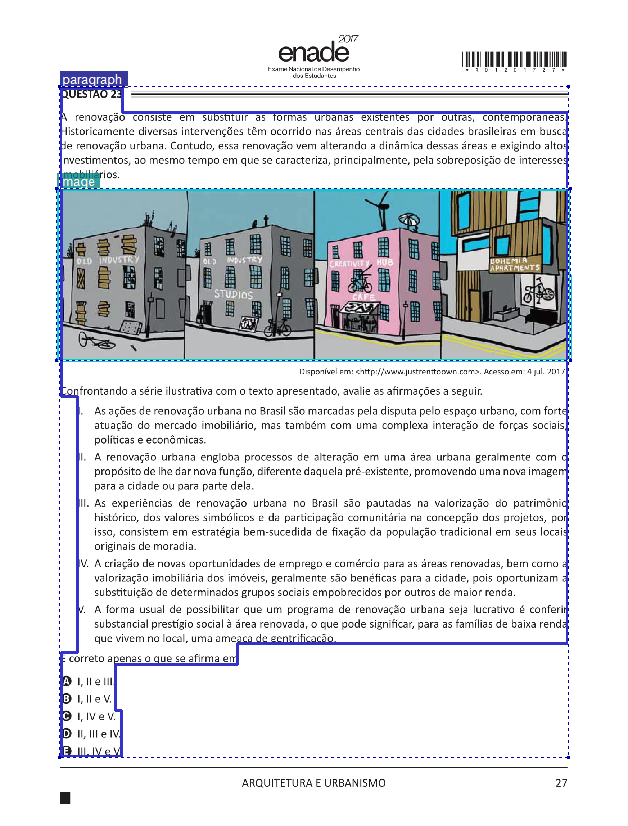 enade 2017
Exame Nacional de Desempenho
dos Estudantes
*R0120172 7*
paragraph
QUESTÃO 23
A renovação consiste em substituir as formas urbanas existentes por outras, contemporâneas.
Historicamente diversas intervenções têm ocorrido nas áreas centrais das cidades brasileiras em busca
de renovação urbana. Contudo, essa renovação vem alterando a dinâmica dessas áreas e exigindo altos
investimentos, ao mesmo tempo em que se caracteriza, principalmente, pela sobreposição de interesses
imobiliários.
image
OLD INDUSTRY
OLD INDUSTRY
STUDIOS
CREATIVITY HUB
CAFE
BOHEMIA
APARTMENTS
Disponível em: <http://www.justrenttoown.com>. Acesso em: 4 jul. 2017.
Confrontando a série ilustrativa com o texto apresentado, avalie as afirmações a seguir.
I. As ações de renovação urbana no Brasil são marcadas pela disputa pelo espaço urbano, com forte
atuação do mercado imobiliário, mas também com uma complexa interação de forças sociais,
políticas e econômicas.
II. A renovação urbana engloba processos de alteração em uma área urbana geralmente com o
propósito de lhe dar nova função, diferente daquela pré-existente, promovendo uma nova imagem
para a cidade ou para parte dela.
III. As experiências de renovação urbana no Brasil são pautadas na valorização do patrimônio
histórico, dos valores simbólicos e da participação comunitária na concepção dos projetos, por
isso, consistem em estratégia bem-sucedida de fixação da população tradicional em seus locais
originais de moradia.
IV. A criação de novas oportunidades de emprego e comércio para as áreas renovadas, bem como a
valorização imobiliária dos imóveis, geralmente são benéficas para a cidade, pois oportunizam a
substituição de determinados grupos sociais empobrecidos por outros de maior renda.
V. A forma usual de possibilitar que um programa de renovação urbana seja lucrativo é conferir
substancial prestígio social à área renovada, o que pode significar, para as famílias de baixa renda
que vivem no local, uma ameaça de gentrificação.
É correto apenas o que se afirma em
A I, II e III.
B I, II e V.
C I, IV e V.
D II, III e IV.
E III, IV e V.
ARQUITETURA E URBANISMO 27